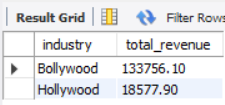 Result Grid Filter Rows
industry total_revenue
Bollywood 133756.10
Hollywood 18577.90